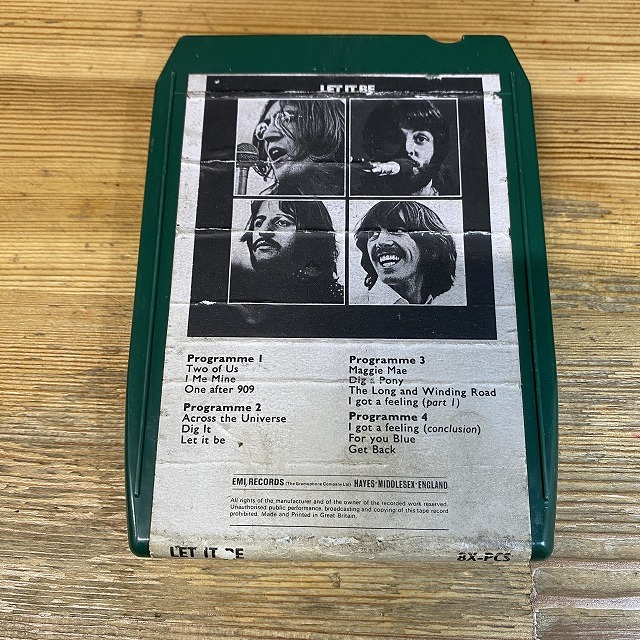 LET IT BE
Programme 1
Two of Us
I Me Mine
One after 909
Programme 2
Across the Universe
Dig It
Let it be
Programme 3
Maggie Mae
Dig a Pony
The Long and Winding Road
I got a feeling (part 1)
Programme 4
I got a feeling (conclusion)
For you Blue
Get Back
EMI RECORDS (The Gramophone Company Ltd) HAYES·MIDDLESEX·ENGLAND
All rights of the manufacturer and of the owner of the recorded work reserved.
Unauthorised public performance, broadcasting and copying of this tape record
prohibited. Made and Printed in Great Britain.
LET IT BE
8X-PCS